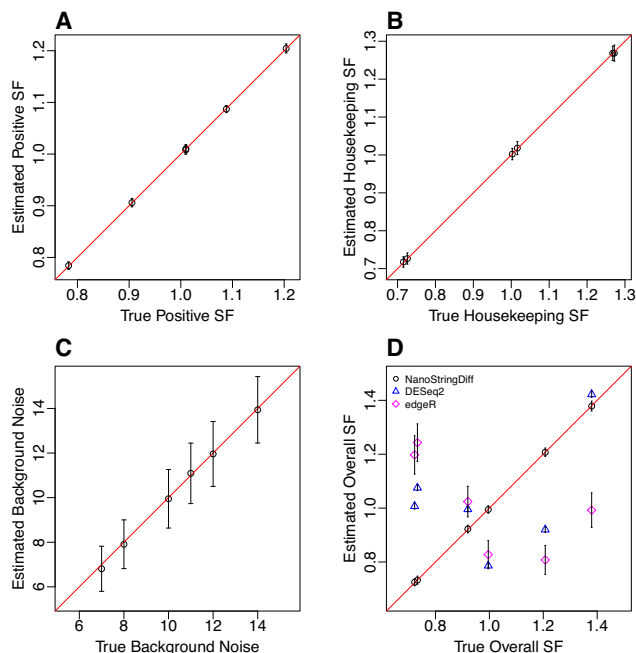 A
Estimated Positive SF
0.8 0.9 1.0 1.1 1.2
0.8 0.9 1.0 1.1 1.2
True Positive SF
B
Estimated Housekeeping SF
0.7 0.8 0.9 1.0 1.1 1.2 1.3
0.7 0.8 0.9 1.0 1.1 1.2 1.3
True Housekeeping SF
C
Estimated Background Noise
6 8 10 12 14
6 8 10 12 14
True Background Noise
D
Estimated Overall SF
0.8 1.0 1.2 1.4
NanoStringDiff
DESeq2
edgeR
0.8 1.0 1.2 1.4
True Overall SF